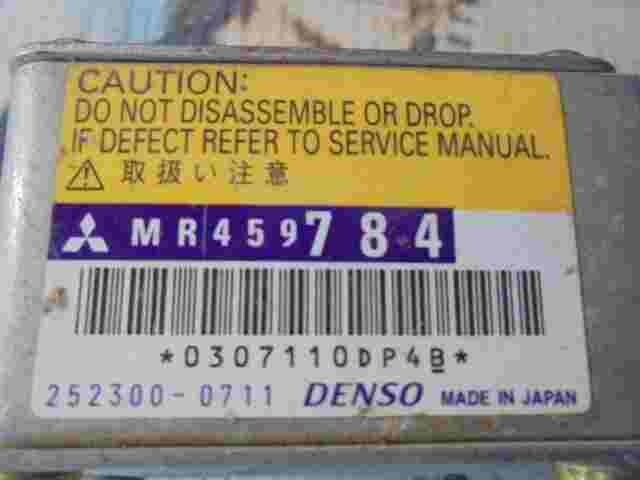 CAUTION:
DO NOT DISASSEMBLE OR DROP.
IF DEFECT REFER TO SERVICE MANUAL.
取扱い注意
MR459784
*0307110DP4B*
252300-0711 DENSO MADE IN JAPAN